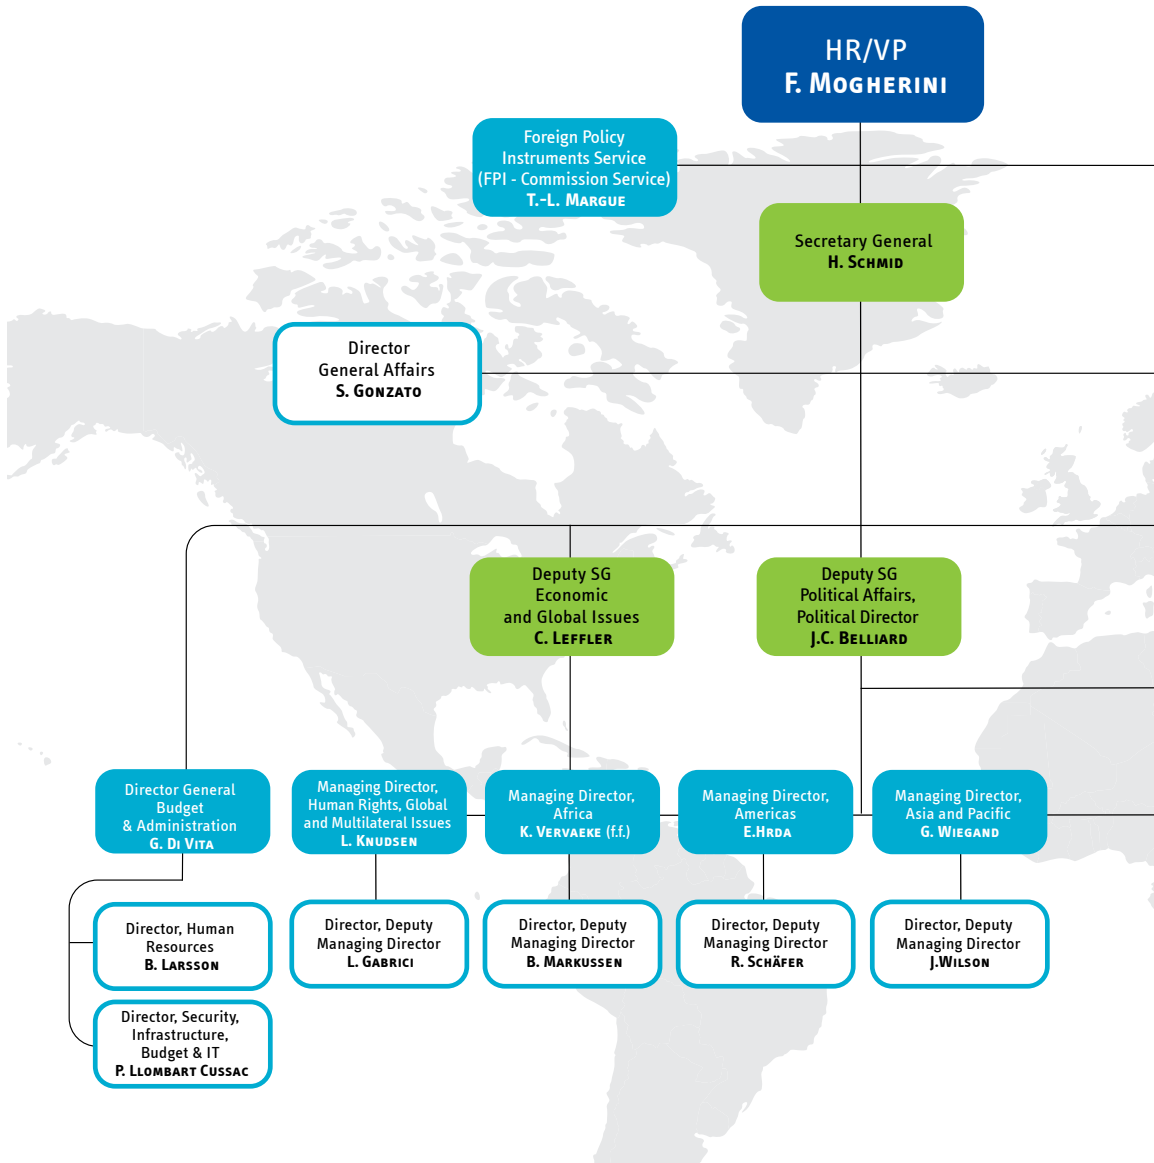 HR/VP
F. Mogherini
Foreign Policy
Instruments Service
(FPI - Commission Service)
T.-L. Margue
Secretary General
H. Schmid
Director
General Affairs
S. Gonzato
Deputy SG
Economic
and Global Issues
C. Leffler
Deputy SG
Political Affairs,
Political Director
J.C. Belliard
Director General
Budget
& Administration
G. Di Vita
Managing Director,
Human Rights, Global
and Multilateral Issues
L. Knudsen
Managing Director,
Africa
K. Vervaeke (f.f.)
Managing Director,
Americas
E.Hrda
Managing Director,
Asia and Pacific
G. Wiegand
Director, Human
Resources
B. Larsson
Director, Deputy
Managing Director
L. Gabrici
Director, Deputy
Managing Director
B. Markussen
Director, Deputy
Managing Director
R. Schäfer
Director, Deputy
Managing Director
J.Wilson
Director, Security,
Infrastructure,
Budget & IT
P. Llombart Cussac